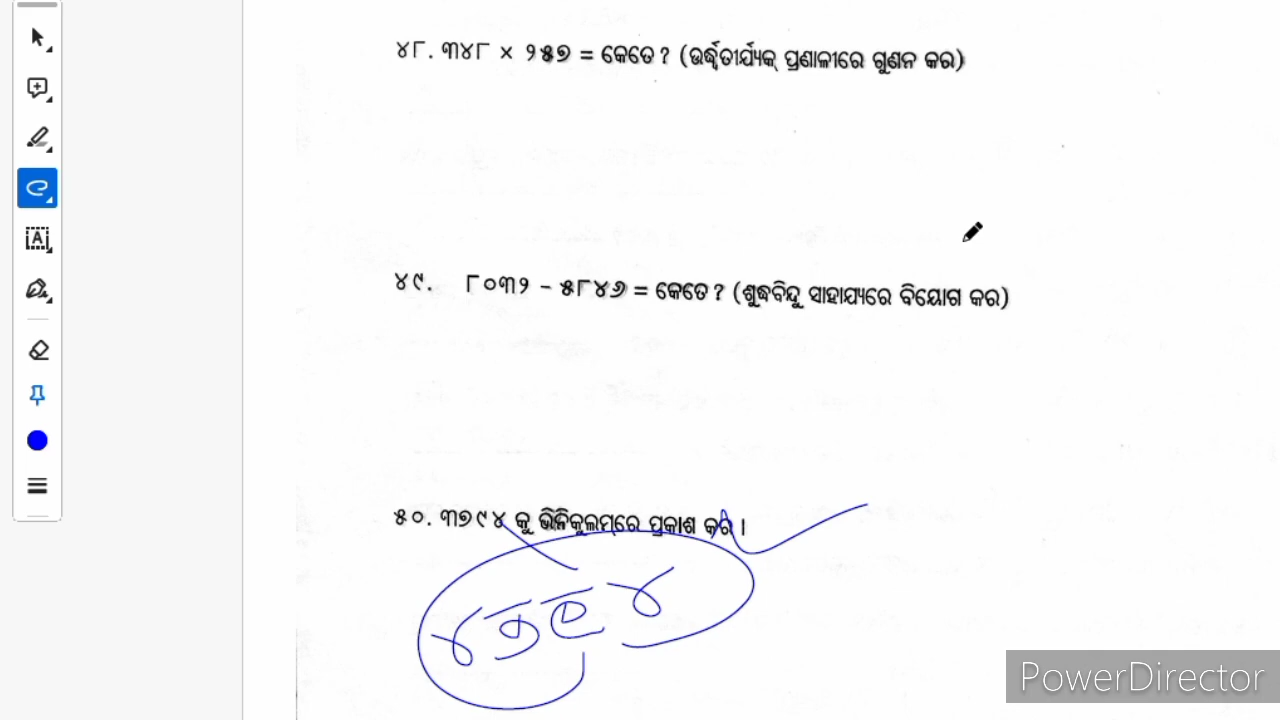 ୪୮. ୩୪୮ × ୨୫୭ = କେତେ ? (ଉର୍ଦ୍ଧ୍ୱତୀର୍ଯ୍ୟକ୍ ପ୍ରଣାଳୀରେ ଗୁଣନ କର)
୪୯. ୮୦୩୨ - ୫୮୪୬ = କେତେ ? (ଶୁଦ୍ଧବିନ୍ଦୁ ସାହାଯ୍ୟରେ ବିୟୋଗ କର)
୫୦. ୩୭୯୪ କୁ ଭିନିକୁଲମ୍‌ରେ ପ୍ରକାଶ କର ।
PowerDirector